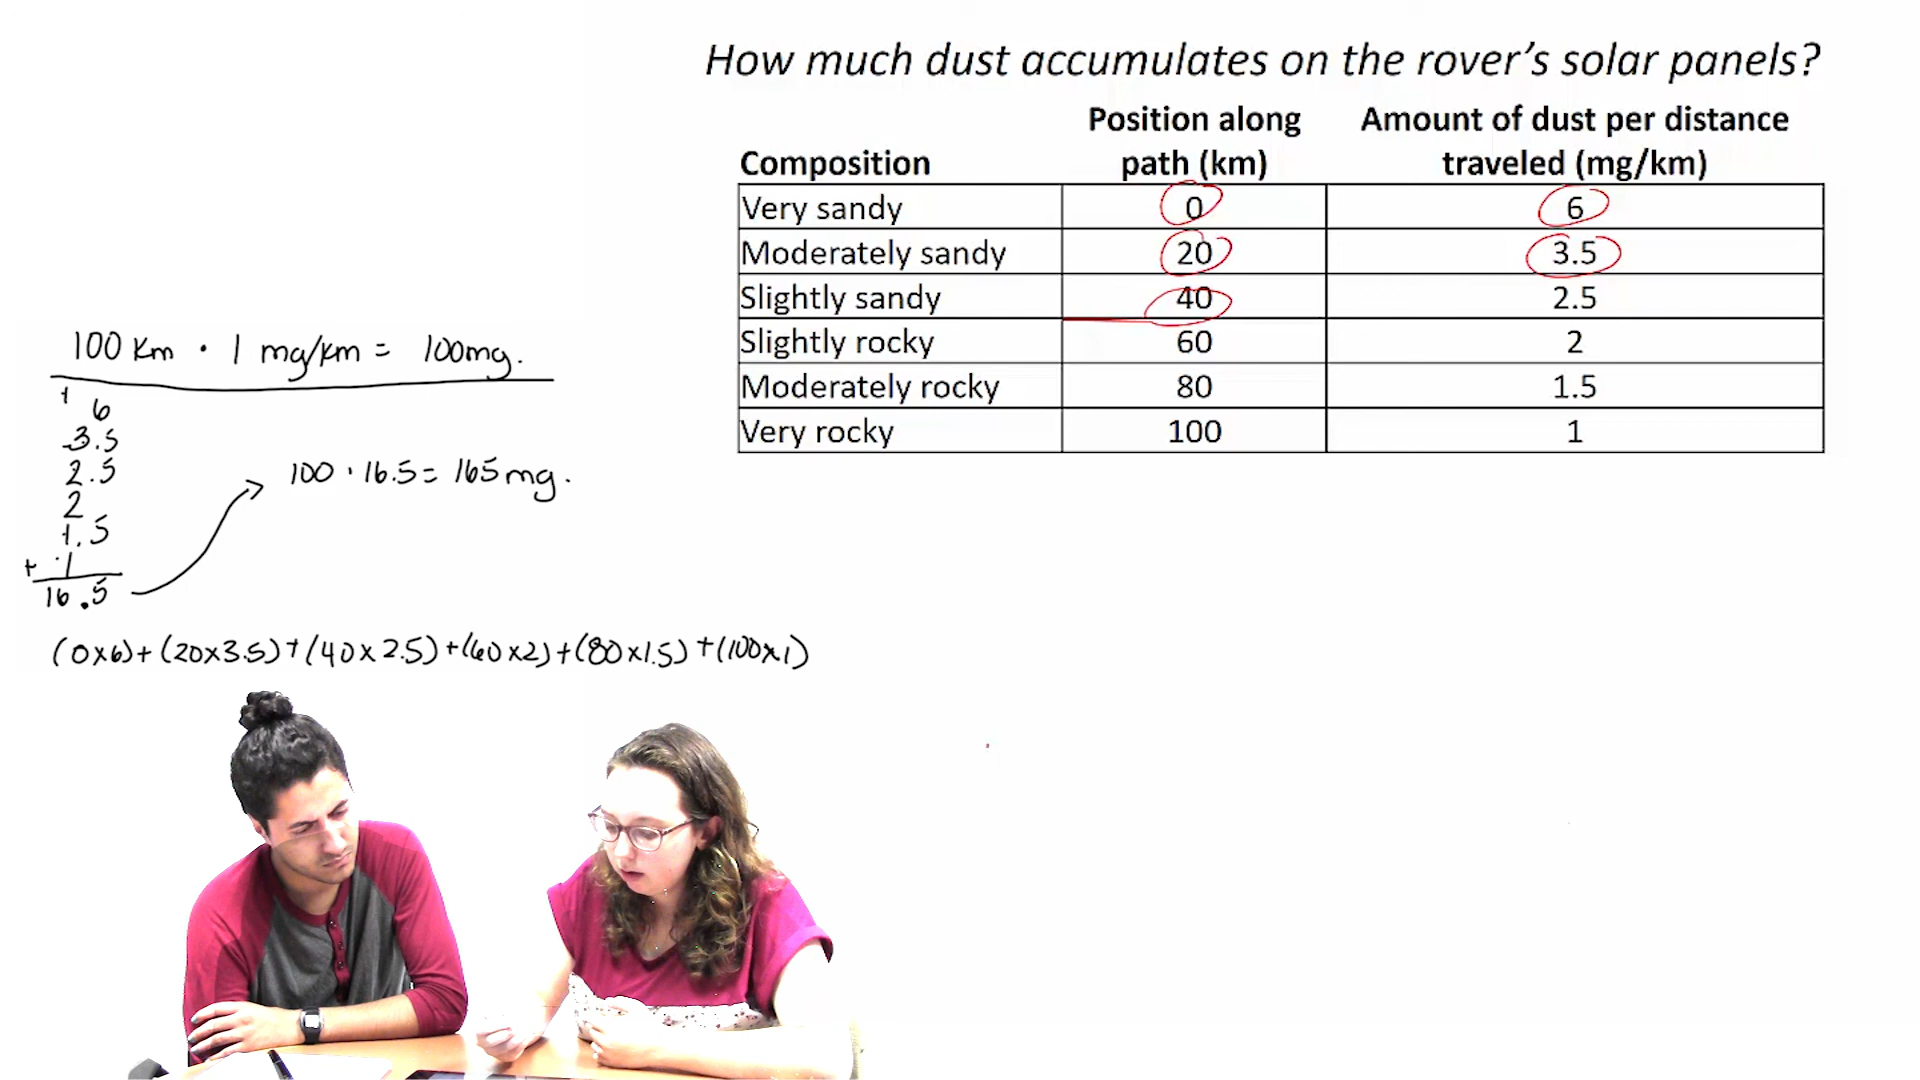 How much dust accumulates on the rover's solar panels?
Composition Position along path (km) Amount of dust per distance traveled (mg/km)
Very sandy 0 6
Moderately sandy 20 3.5
Slightly sandy 40 2.5
Slightly rocky 60 2
Moderately rocky 80 1.5
Very rocky 100 1
100 Km · 1 mg/km = 100mg.
1
6
3.5
2.5
2
1.5
+ 1
16.5
100 · 16.5 = 165 mg.
(0x6)+(20x3.5)+(40x2.5)+(60x2)+(80x1.5)+(100x1)